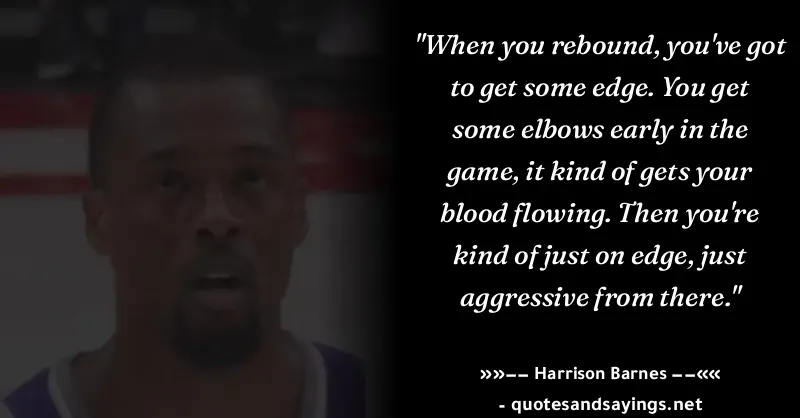 "When you rebound, you've got
to get some edge. You get
some elbows early in the
game, it kind of gets your
blood flowing. Then you're
kind of just on edge, just
aggressive from there."
»»–– Harrison Barnes ––««
- quotesandsayings.net